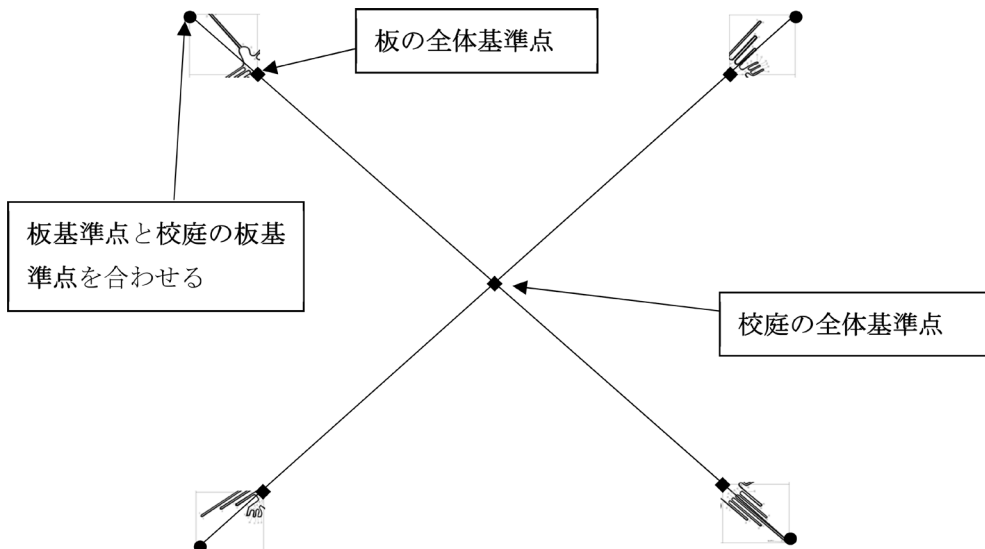 板の全体基準点
板基準点と校庭の板基
準点を合わせる
校庭の全体基準点